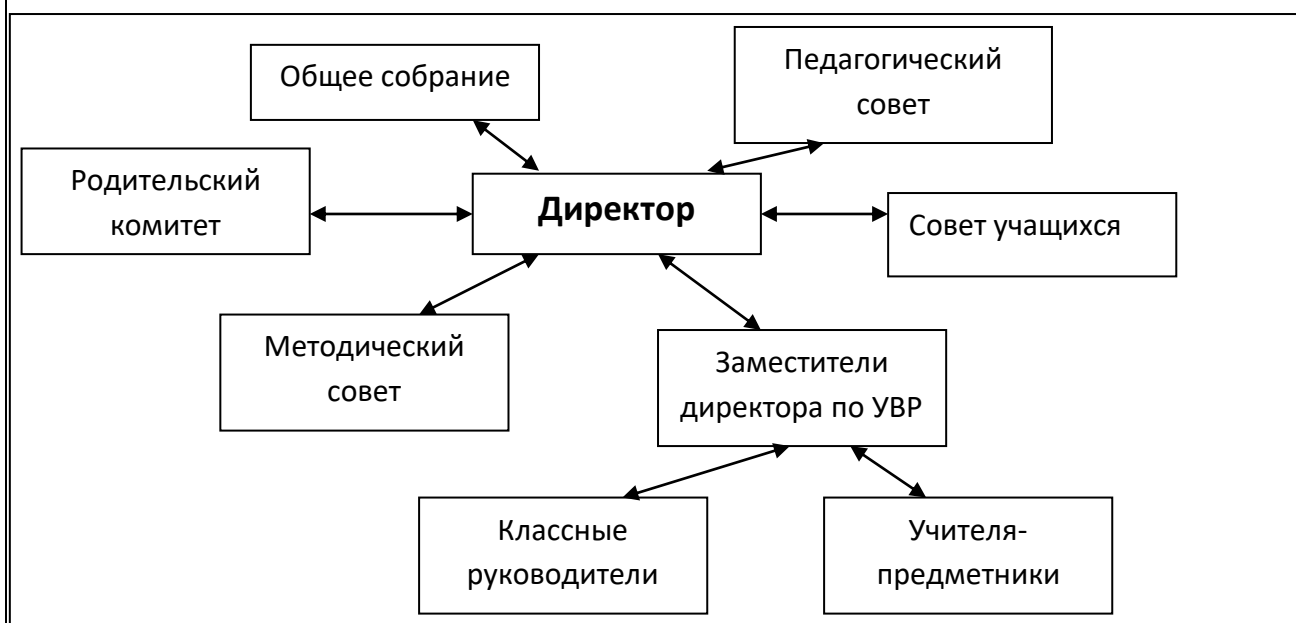 Общее собрание
Педагогический
совет
Родительский
комитет
Директор
Совет учащихся
Методический
совет
Заместители
директора по УВР
Классные
руководители
Учителя-
предметники